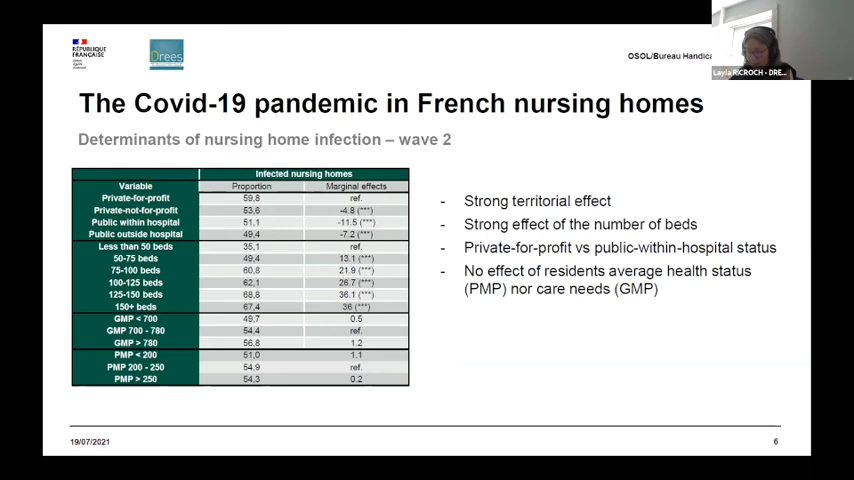 RÉPUBLIQUE
FRANÇAISE
Drees
OSOL/Bureau Handica
Layla RICROCH - DRE...
The Covid-19 pandemic in French nursing homes
Determinants of nursing home infection – wave 2
Infected nursing homes
Variable Proportion Marginal effects
Private-for-profit 59,8 ref.
Private-not-for-profit 53,6 -4.8 (***)
Public within hospital 51,1 -11.5 (***)
Public outside hospital 49,4 -7.2 (***)
Less than 50 beds 35,1 ref.
50-75 beds 49,4 13.1 (***)
75-100 beds 60,8 21.9 (***)
100-125 beds 62,1 26.7 (***)
125-150 beds 68,8 36.1 (***)
150+ beds 67,4 36 (***)
GMP < 700 49,7 0.5
GMP 700 - 780 54,4 ref.
GMP > 780 56,8 1.2
PMP < 200 51,0 1.1
PMP 200 - 250 54,9 ref.
PMP > 250 54,3 0.2
- Strong territorial effect
- Strong effect of the number of beds
- Private-for-profit vs public-within-hospital status
- No effect of residents average health status
(PMP) nor care needs (GMP)
19/07/2021
6